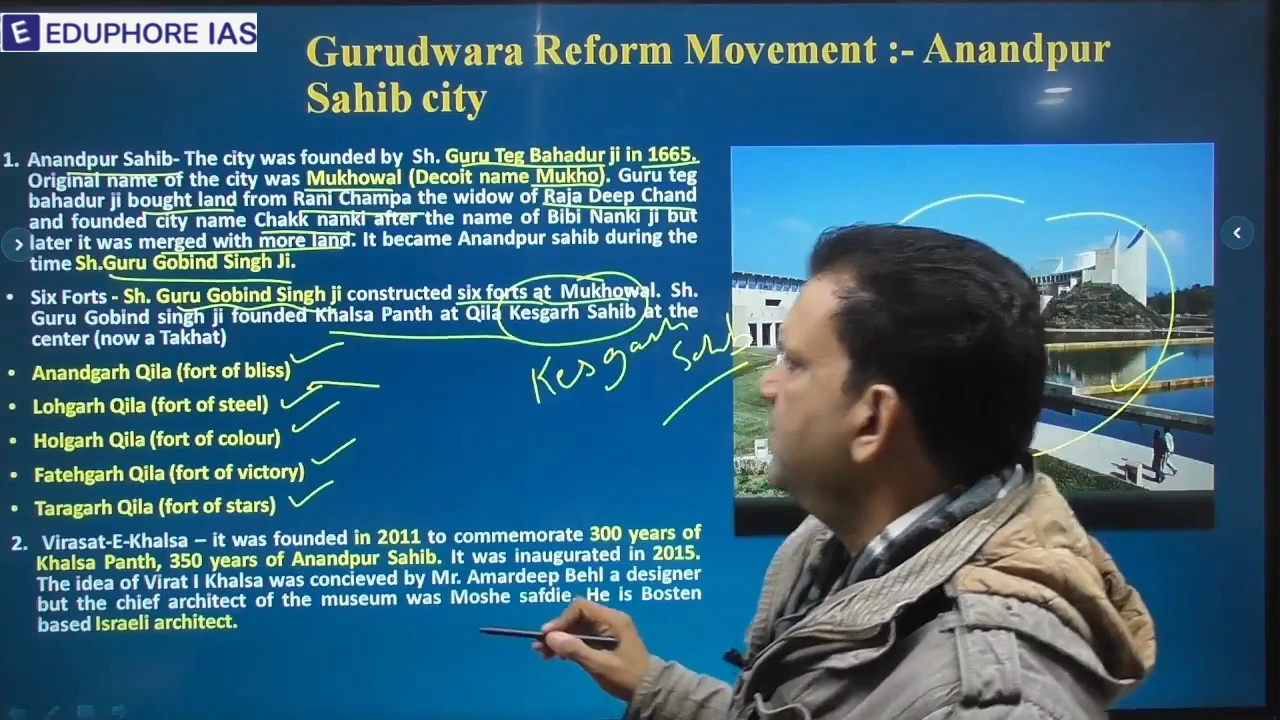 EDUPHORE IAS
Gurudwara Reform Movement :- Anandpur
Sahib city
1. Anandpur Sahib- The city was founded by Sh. Guru Teg Bahadur ji in 1665.
Original name of the city was Mukhowal (Decoit name Mukho). Guru teg
bahadur ji bought land from Rani Champa the widow of Raja Deep Chand
and founded city name Chakk nanki after the name of Bibi Nanki ji but
later it was merged with more land. It became Anandpur sahib during the
time Sh.Guru Gobind Singh Ji.
• Six Forts - Sh. Guru Gobind Singh ji constructed six forts at Mukhowal. Sh.
Guru Gobind singh ji founded Khalsa Panth at Qila Kesgarh Sahib at the
center (now a Takhat)
Kesgarh Sahib
• Anandgarh Qila (fort of bliss)
• Lohgarh Qila (fort of steel)
• Holgarh Qila (fort of colour)
• Fatehgarh Qila (fort of victory)
• Taragarh Qila (fort of stars)
2. Virasat-E-Khalsa – it was founded in 2011 to commemorate 300 years of
Khalsa Panth, 350 years of Anandpur Sahib. It was inaugurated in 2015.
The idea of Virat I Khalsa was concieved by Mr. Amardeep Behl a designer
but the chief architect of the museum was Moshe safdie. He is Bosten
based Israeli architect.